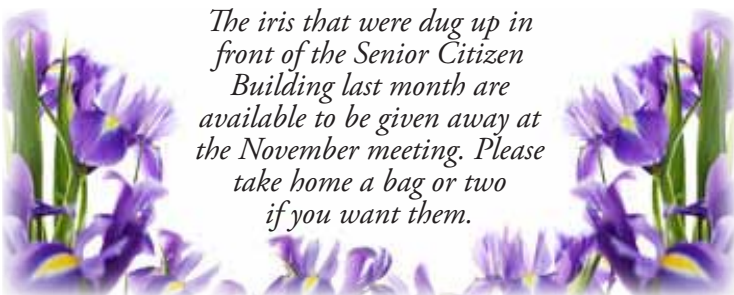 The iris that were dug up in
front of the Senior Citizen
Building last month are
available to be given away at
the November meeting. Please
take home a bag or two
if you want them.